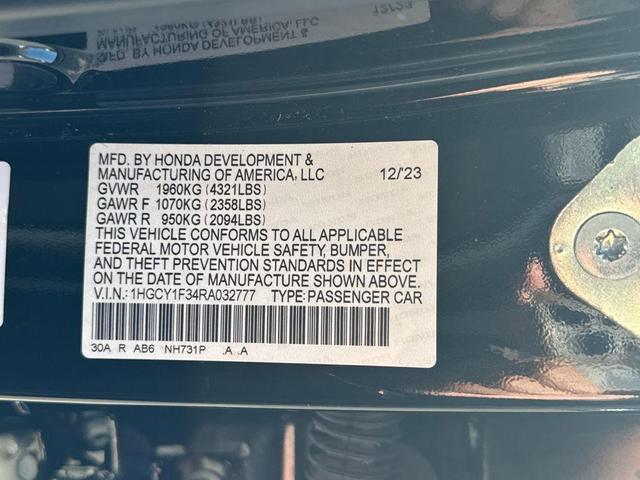 MFD. BY HONDA DEVELOPMENT &
MANUFACTURING OF AMERICA, LLC 12/23
GVWR 1960KG (4321LBS)
GAWR F 1070KG (2358LBS)
GAWR R 950KG (2094LBS)
THIS VEHICLE CONFORMS TO ALL APPLICABLE
FEDERAL MOTOR VEHICLE SAFETY, BUMPER,
AND THEFT PREVENTION STANDARDS IN EFFECT
ON THE DATE OF MANUFACTURE SHOWN ABOVE.
V.I.N.: 1HGCY1F34RA032777 TYPE: PASSENGER CAR
30A R AB6 NH731P .A .A